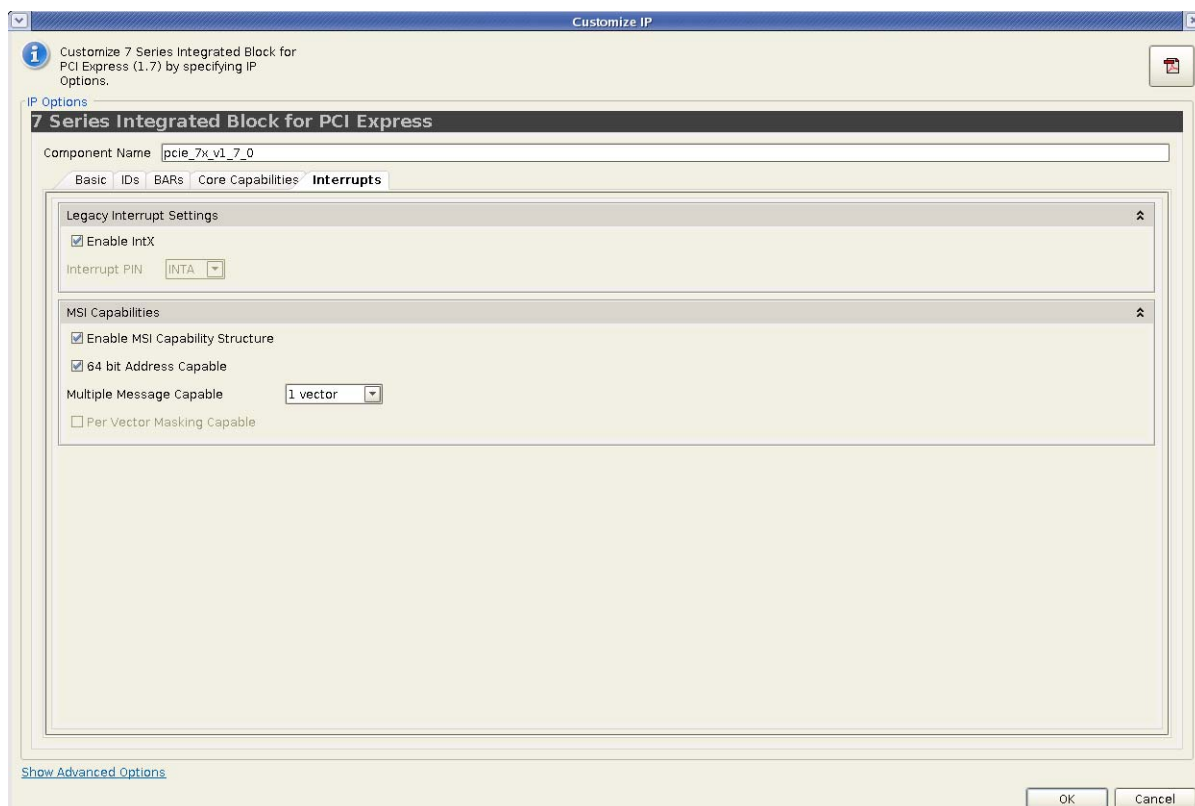 Customize IP
Customize 7 Series Integrated Block for
PCI Express (1.7) by specifying IP
Options.
IP Options
7 Series Integrated Block for PCI Express
Component Name pcie_7x_v1_7_0
Basic IDs BARs Core Capabilities Interrupts
Legacy Interrupt Settings
Enable IntX
Interrupt PIN INTA
MSI Capabilities
Enable MSI Capability Structure
64 bit Address Capable
Multiple Message Capable 1 vector
Per Vector Masking Capable
Show Advanced Options
OK Cancel